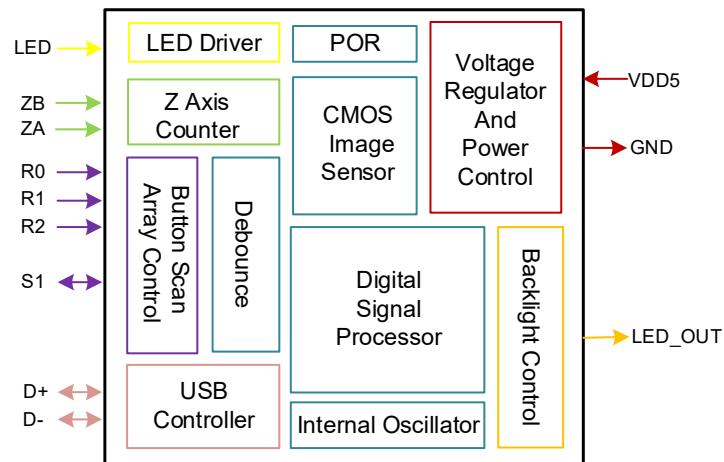 LED
ZB
ZA
R0
R1
R2
S1
D+
D-
LED Driver
Z Axis
Counter
Button Scan
Array Control
Debounce
USB
Controller
POR
CMOS
Image
Sensor
Digital
Signal
Processor
Internal Oscillator
Voltage
Regulator
And
Power
Control
Backlight Control
VDD5
GND
LED_OUT